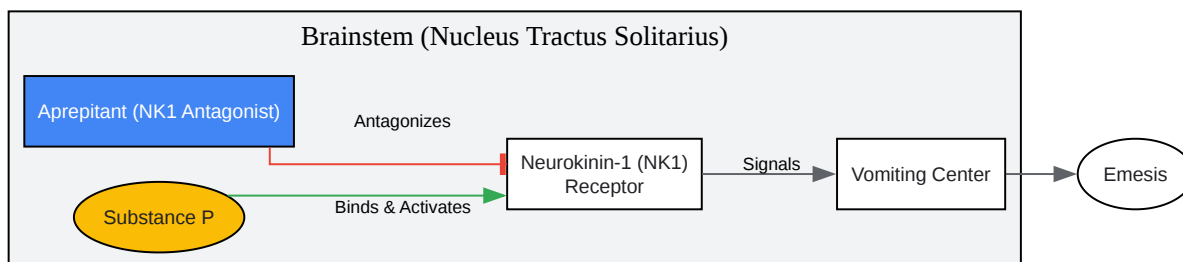 Brainstem (Nucleus Tractus Solitarius)
Aprepitant (NK1 Antagonist)
Antagonizes
Neurokinin-1 (NK1)
Receptor
Signals
Vomiting Center
Emesis
Substance P
Binds & Activates